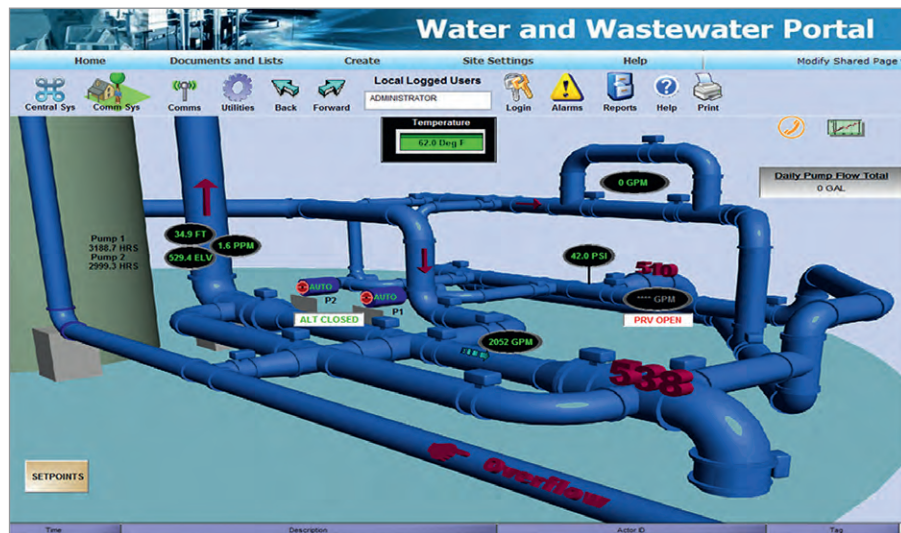 Water and Wastewater Portal
Home Documents and Lists Create Site Settings Help Modify Shared Page
Local Logged Users
ADMINISTRATOR
Central Sys Comm Sys Comms Utilities Back Forward Login Alarms Reports Help Print
Temperature
62.0 Deg F
0 GPM
Daily Pump Flow Total
0 GAL
34.9 FT
1.6 PPM
529.4 ELV
Pump 1
3188.7 HRS
Pump 2
2999.3 HRS
42.0 PSI
310
AUTO
P2
AUTO
P1
---- GPM
ALT CLOSED
PRV OPEN
2052 GPM
538
Overflow
SETPOINTS
Time Description Actor ID Tag